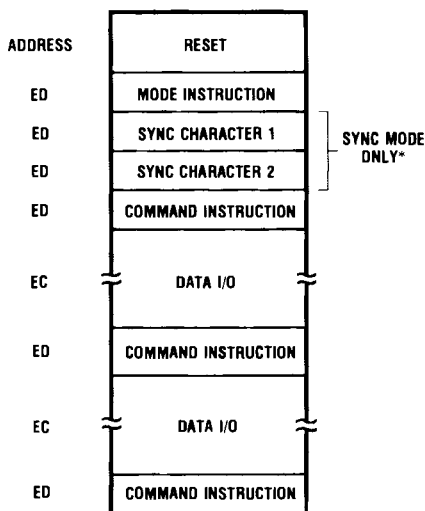 ADDRESS RESET
ED MODE INSTRUCTION
ED SYNC CHARACTER 1
SYNC MODE
ONLY*
ED SYNC CHARACTER 2
ED COMMAND INSTRUCTION
EC DATA I/O
ED COMMAND INSTRUCTION
EC DATA I/O
ED COMMAND INSTRUCTION